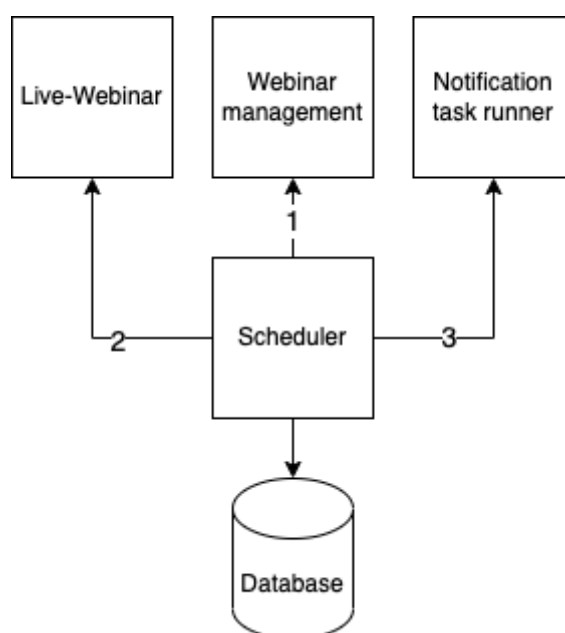 Live-Webinar
Webinar
management
Notification
task runner
1
2
Scheduler
3
Database